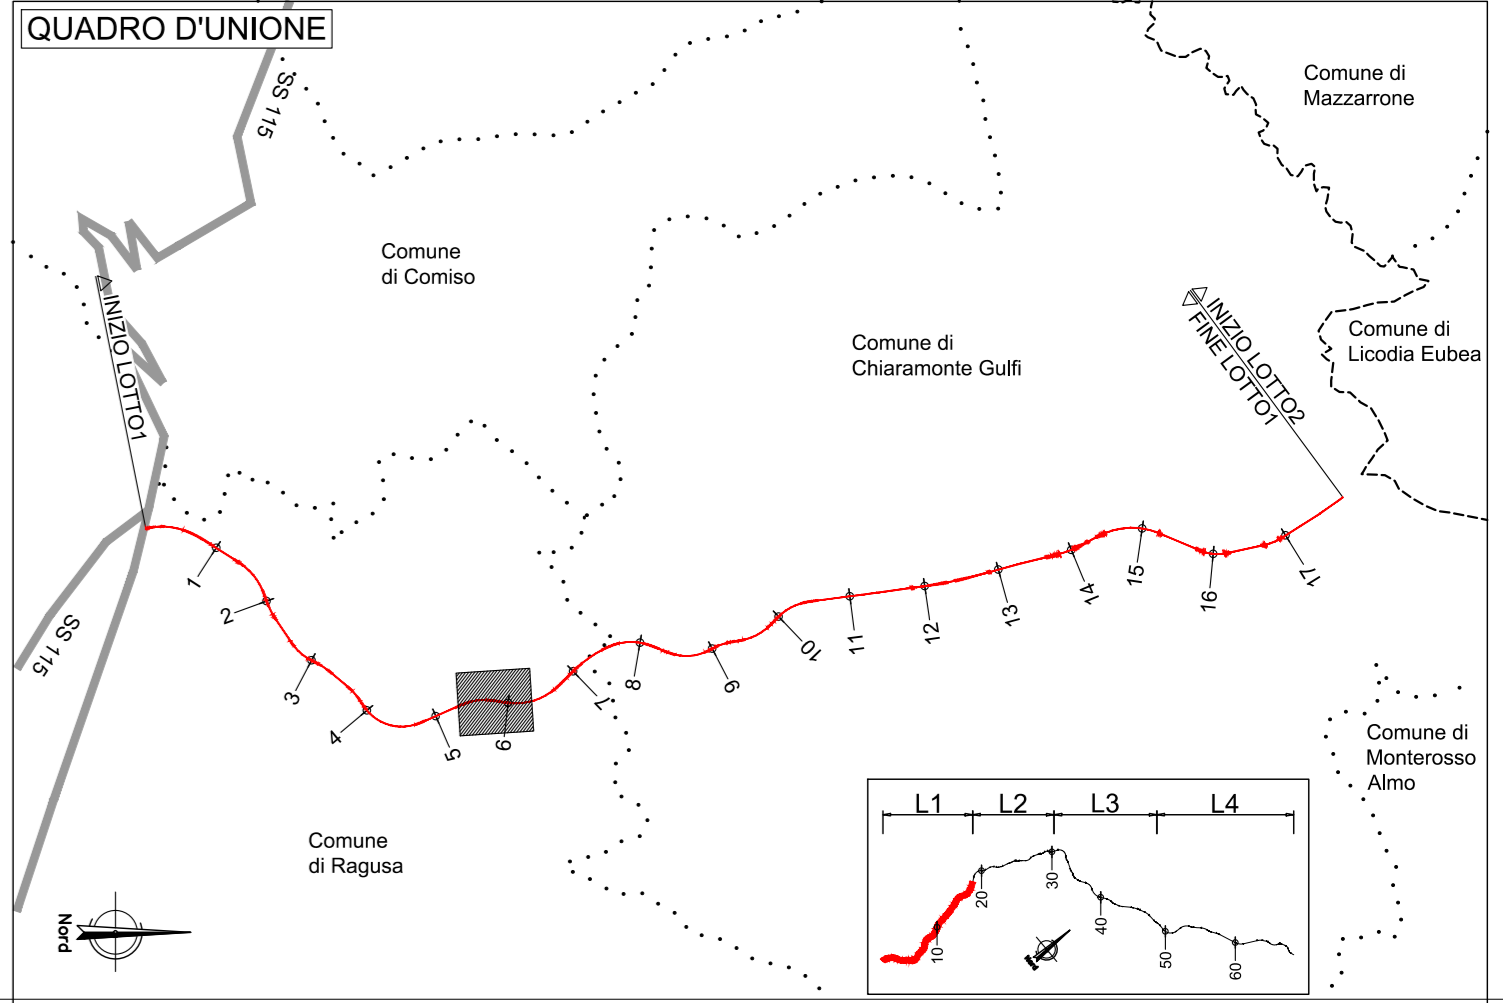 QUADRO D'UNIONE
SS 115
Comune di
Mazzarrone
Comune
di Comiso
INIZIO LOTTO1
Comune di
Chiaramonte Gulfi
INIZIO LOTTO2
FINE LOTTO1
Comune di
Licodia Eubea
1
2
3
4
5
6
7
8
9
10
11
12
13
14
15
16
17
SS 115
Comune di
Monterosso
Almo
Comune
di Ragusa
Nord
L1 L2 L3 L4
10
20
30
40
50
60
Nord